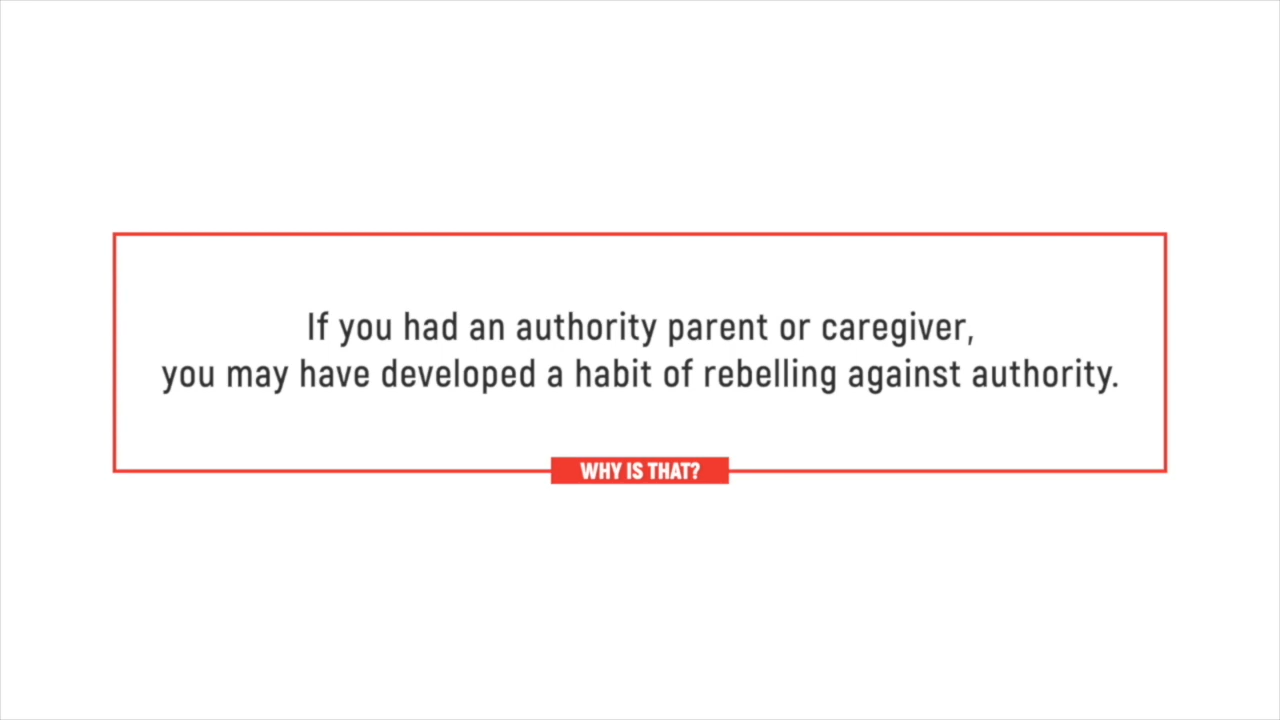 If you had an authority parent or caregiver,
you may have developed a habit of rebelling against authority.
WHY IS THAT?